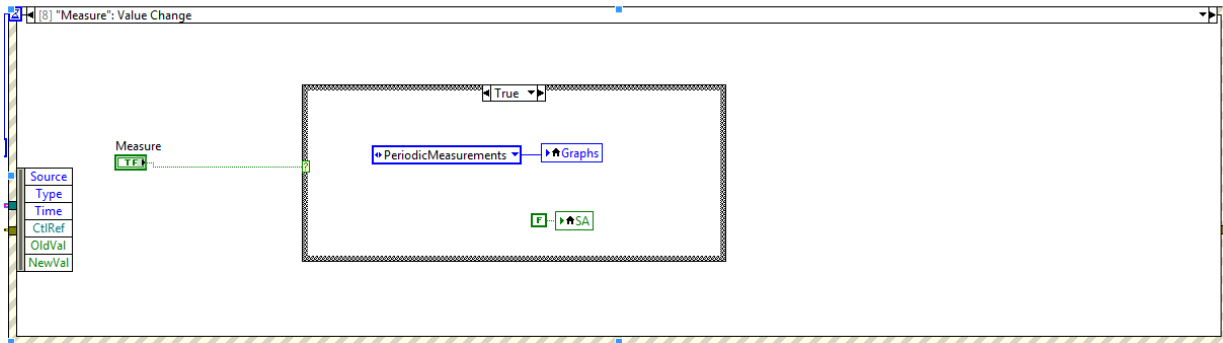 [8] "Measure": Value Change
True
Measure
TF
PeriodicMeasurements
Graphs
?
Source
Type
Time
CtlRef
OldVal
NewVal
F
SA